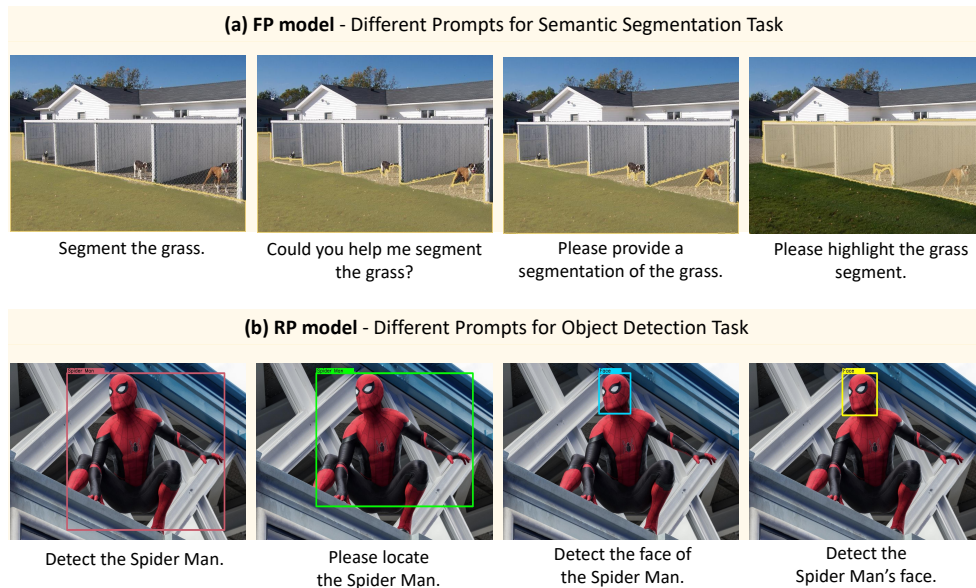 (a) FP model - Different Prompts for Semantic Segmentation Task
Segment the grass.
Could you help me segment
the grass?
Please provide a
segmentation of the grass.
Please highlight the grass
segment.
(b) RP model - Different Prompts for Object Detection Task
Spider Man
Spider Man
Face
Face
Detect the Spider Man.
Please locate
the Spider Man.
Detect the face of
the Spider Man.
Detect the
Spider Man's face.